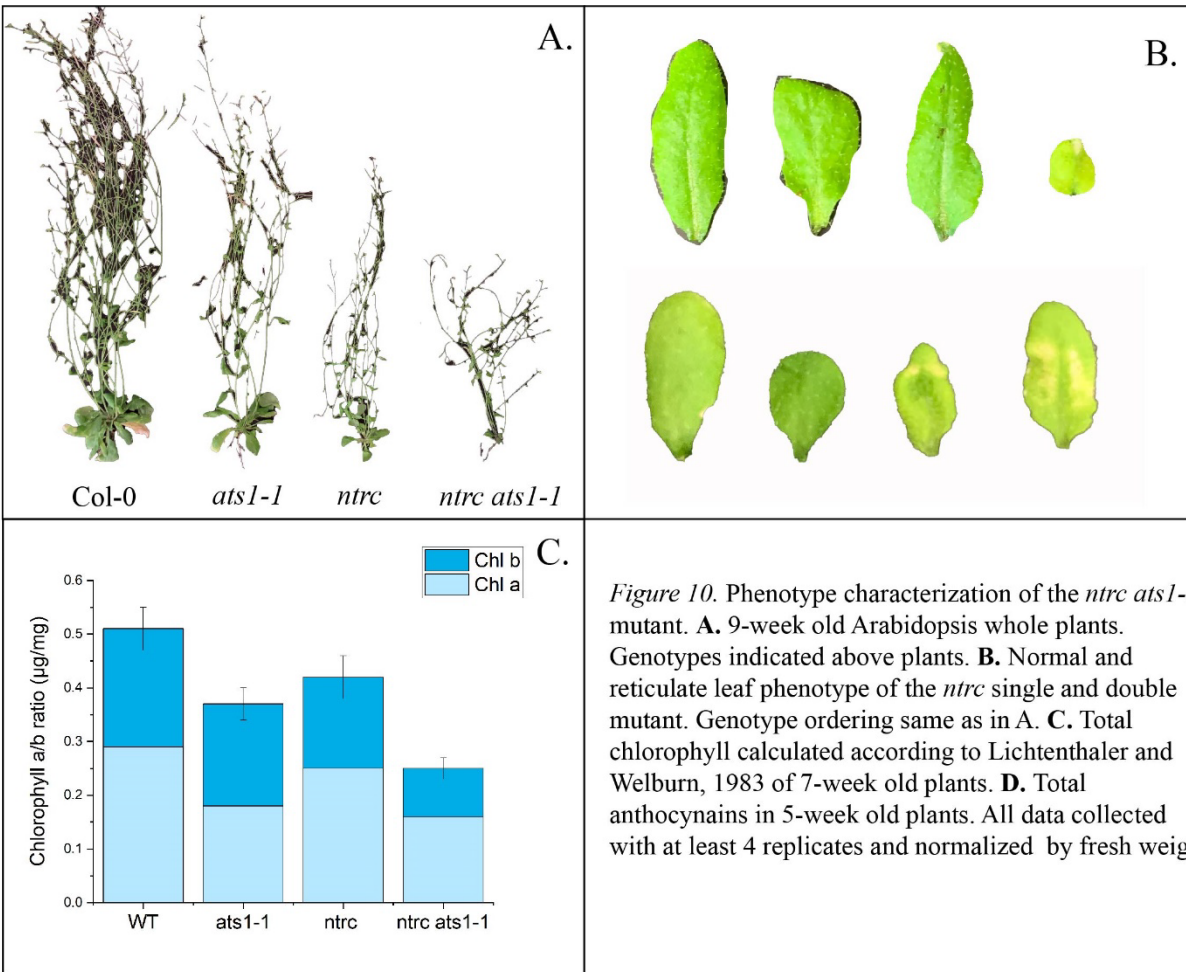 A.
Col-0
ats1-1
ntrc
ntrc ats1-1
B.
C.
Chl b
Chl a
Chlorophyll a/b ratio (µg/mg)
0.6
0.5
0.4
0.3
0.2
0.1
0.0
WT
ats1-1
ntrc
ntrc ats1-1
Figure 10. Phenotype characterization of the ntrc ats1-
mutant. A. 9-week old Arabidopsis whole plants.
Genotypes indicated above plants. B. Normal and
reticulate leaf phenotype of the ntrc single and double
mutant. Genotype ordering same as in A. C. Total
chlorophyll calculated according to Lichtenthaler and
Welburn, 1983 of 7-week old plants. D. Total
anthocynains in 5-week old plants. All data collected
with at least 4 replicates and normalized by fresh weig